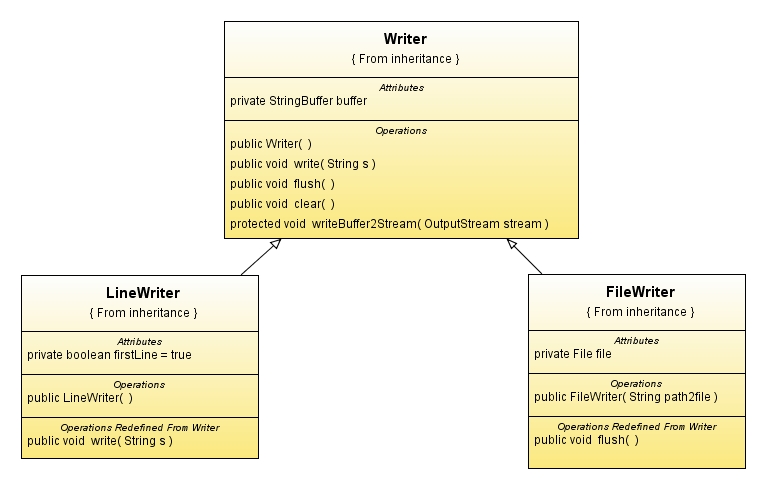 Writer
{ From inheritance }
Attributes
private StringBuffer buffer
Operations
public Writer( )
public void write( String s )
public void flush( )
public void clear( )
protected void writeBuffer2Stream( OutputStream stream )
LineWriter
{ From inheritance }
Attributes
private boolean firstLine = true
Operations
public LineWriter( )
Operations Redefined From Writer
public void write( String s )
FileWriter
{ From inheritance }
Attributes
private File file
Operations
public FileWriter( String path2file )
Operations Redefined From Writer
public void flush( )